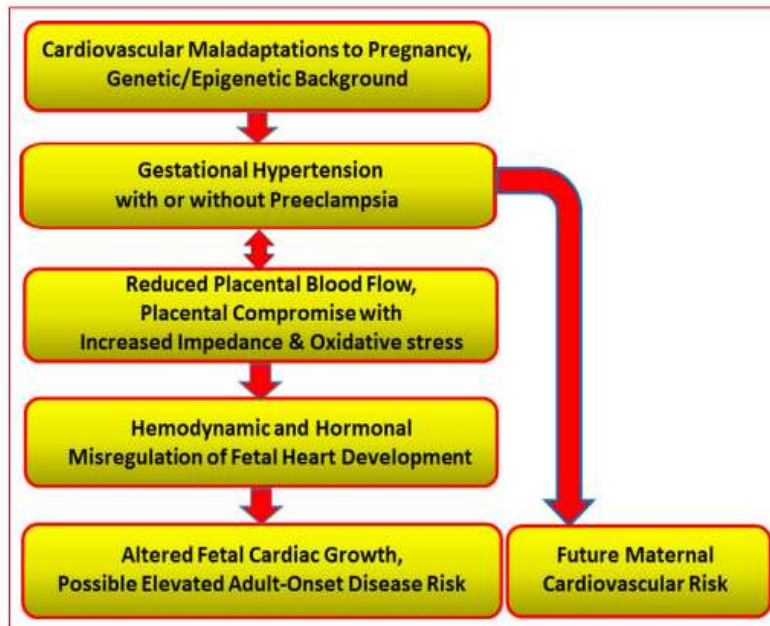 Cardiovascular Maladaptations to Pregnancy,
Genetic/Epigenetic Background
Gestational Hypertension
with or without Preeclampsia
Reduced Placental Blood Flow,
Placental Compromise with
Increased Impedance & Oxidative stress
Hemodynamic and Hormonal
Misregulation of Fetal Heart Development
Altered Fetal Cardiac Growth,
Possible Elevated Adult-Onset Disease Risk
Future Maternal
Cardiovascular Risk